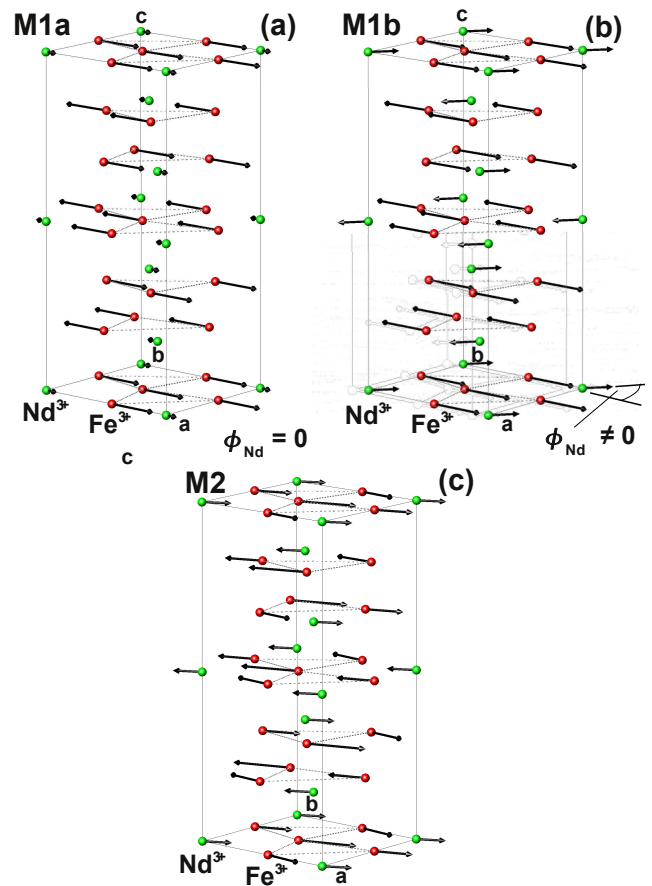 M1a
c
(a)
b
Nd³⁺
Fe³⁺
a
ϕNd = 0
M1b
c
(b)
b
Nd³⁺
Fe³⁺
a
ϕNd ≠ 0
c
M2
(c)
b
Nd³⁺
Fe³⁺
a